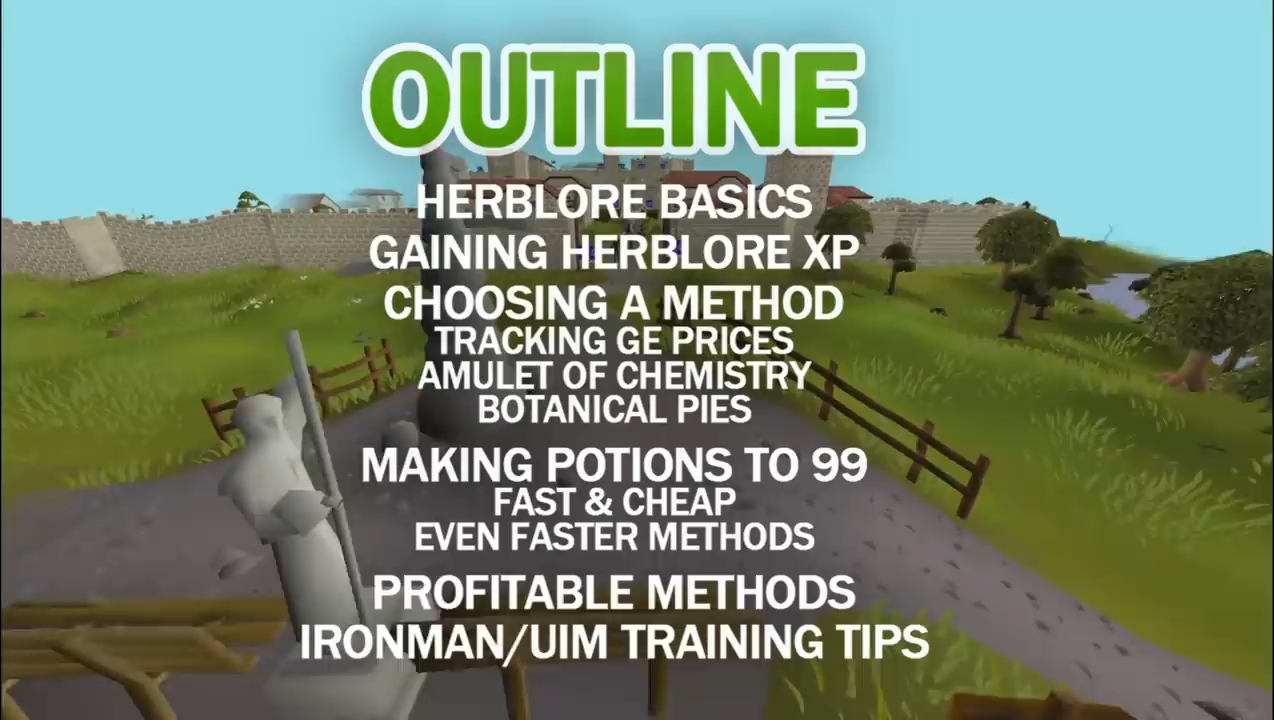 OUTLINE
HERBLORE BASICS
GAINING HERBLORE XP
CHOOSING A METHOD
TRACKING GE PRICES
AMULET OF CHEMISTRY
BOTANICAL PIES
MAKING POTIONS TO 99
FAST & CHEAP
EVEN FASTER METHODS
PROFITABLE METHODS
IRONMAN/UIM TRAINING TIPS